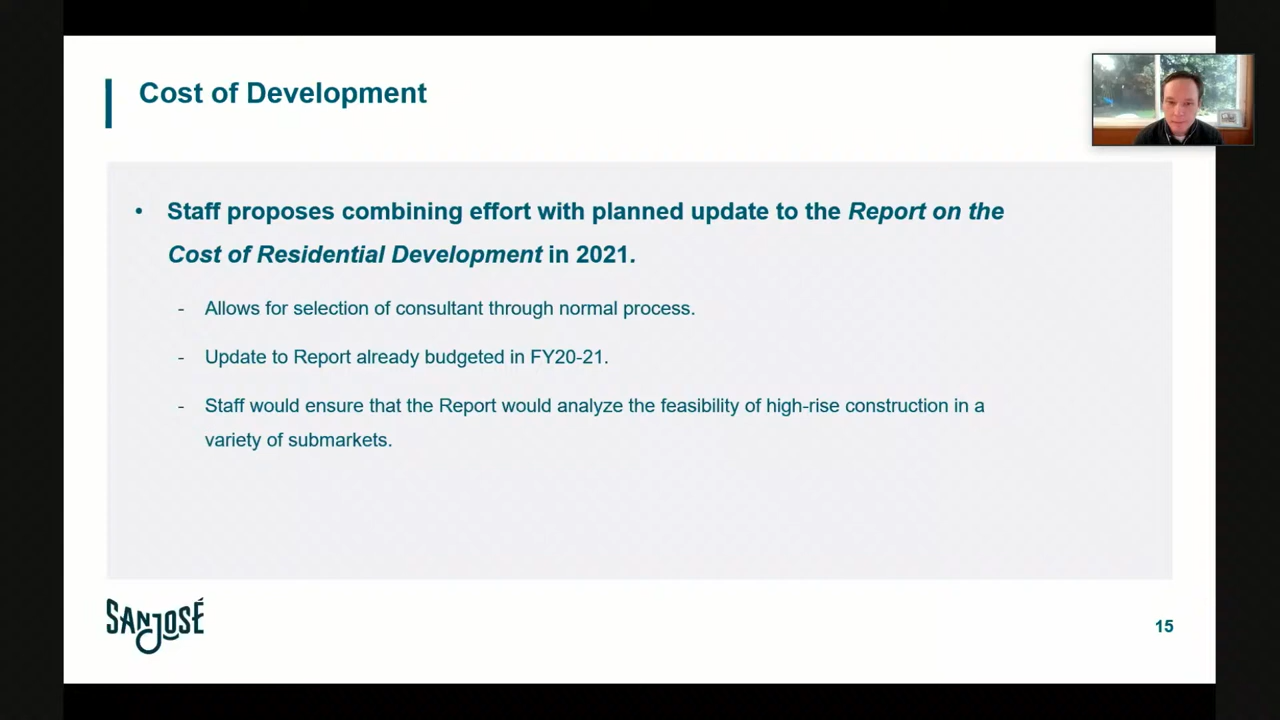 Cost of Development
• Staff proposes combining effort with planned update to the Report on the
Cost of Residential Development in 2021.
- Allows for selection of consultant through normal process.
- Update to Report already budgeted in FY20-21.
- Staff would ensure that the Report would analyze the feasibility of high-rise construction in a
variety of submarkets.
SAN JOSÉ
15